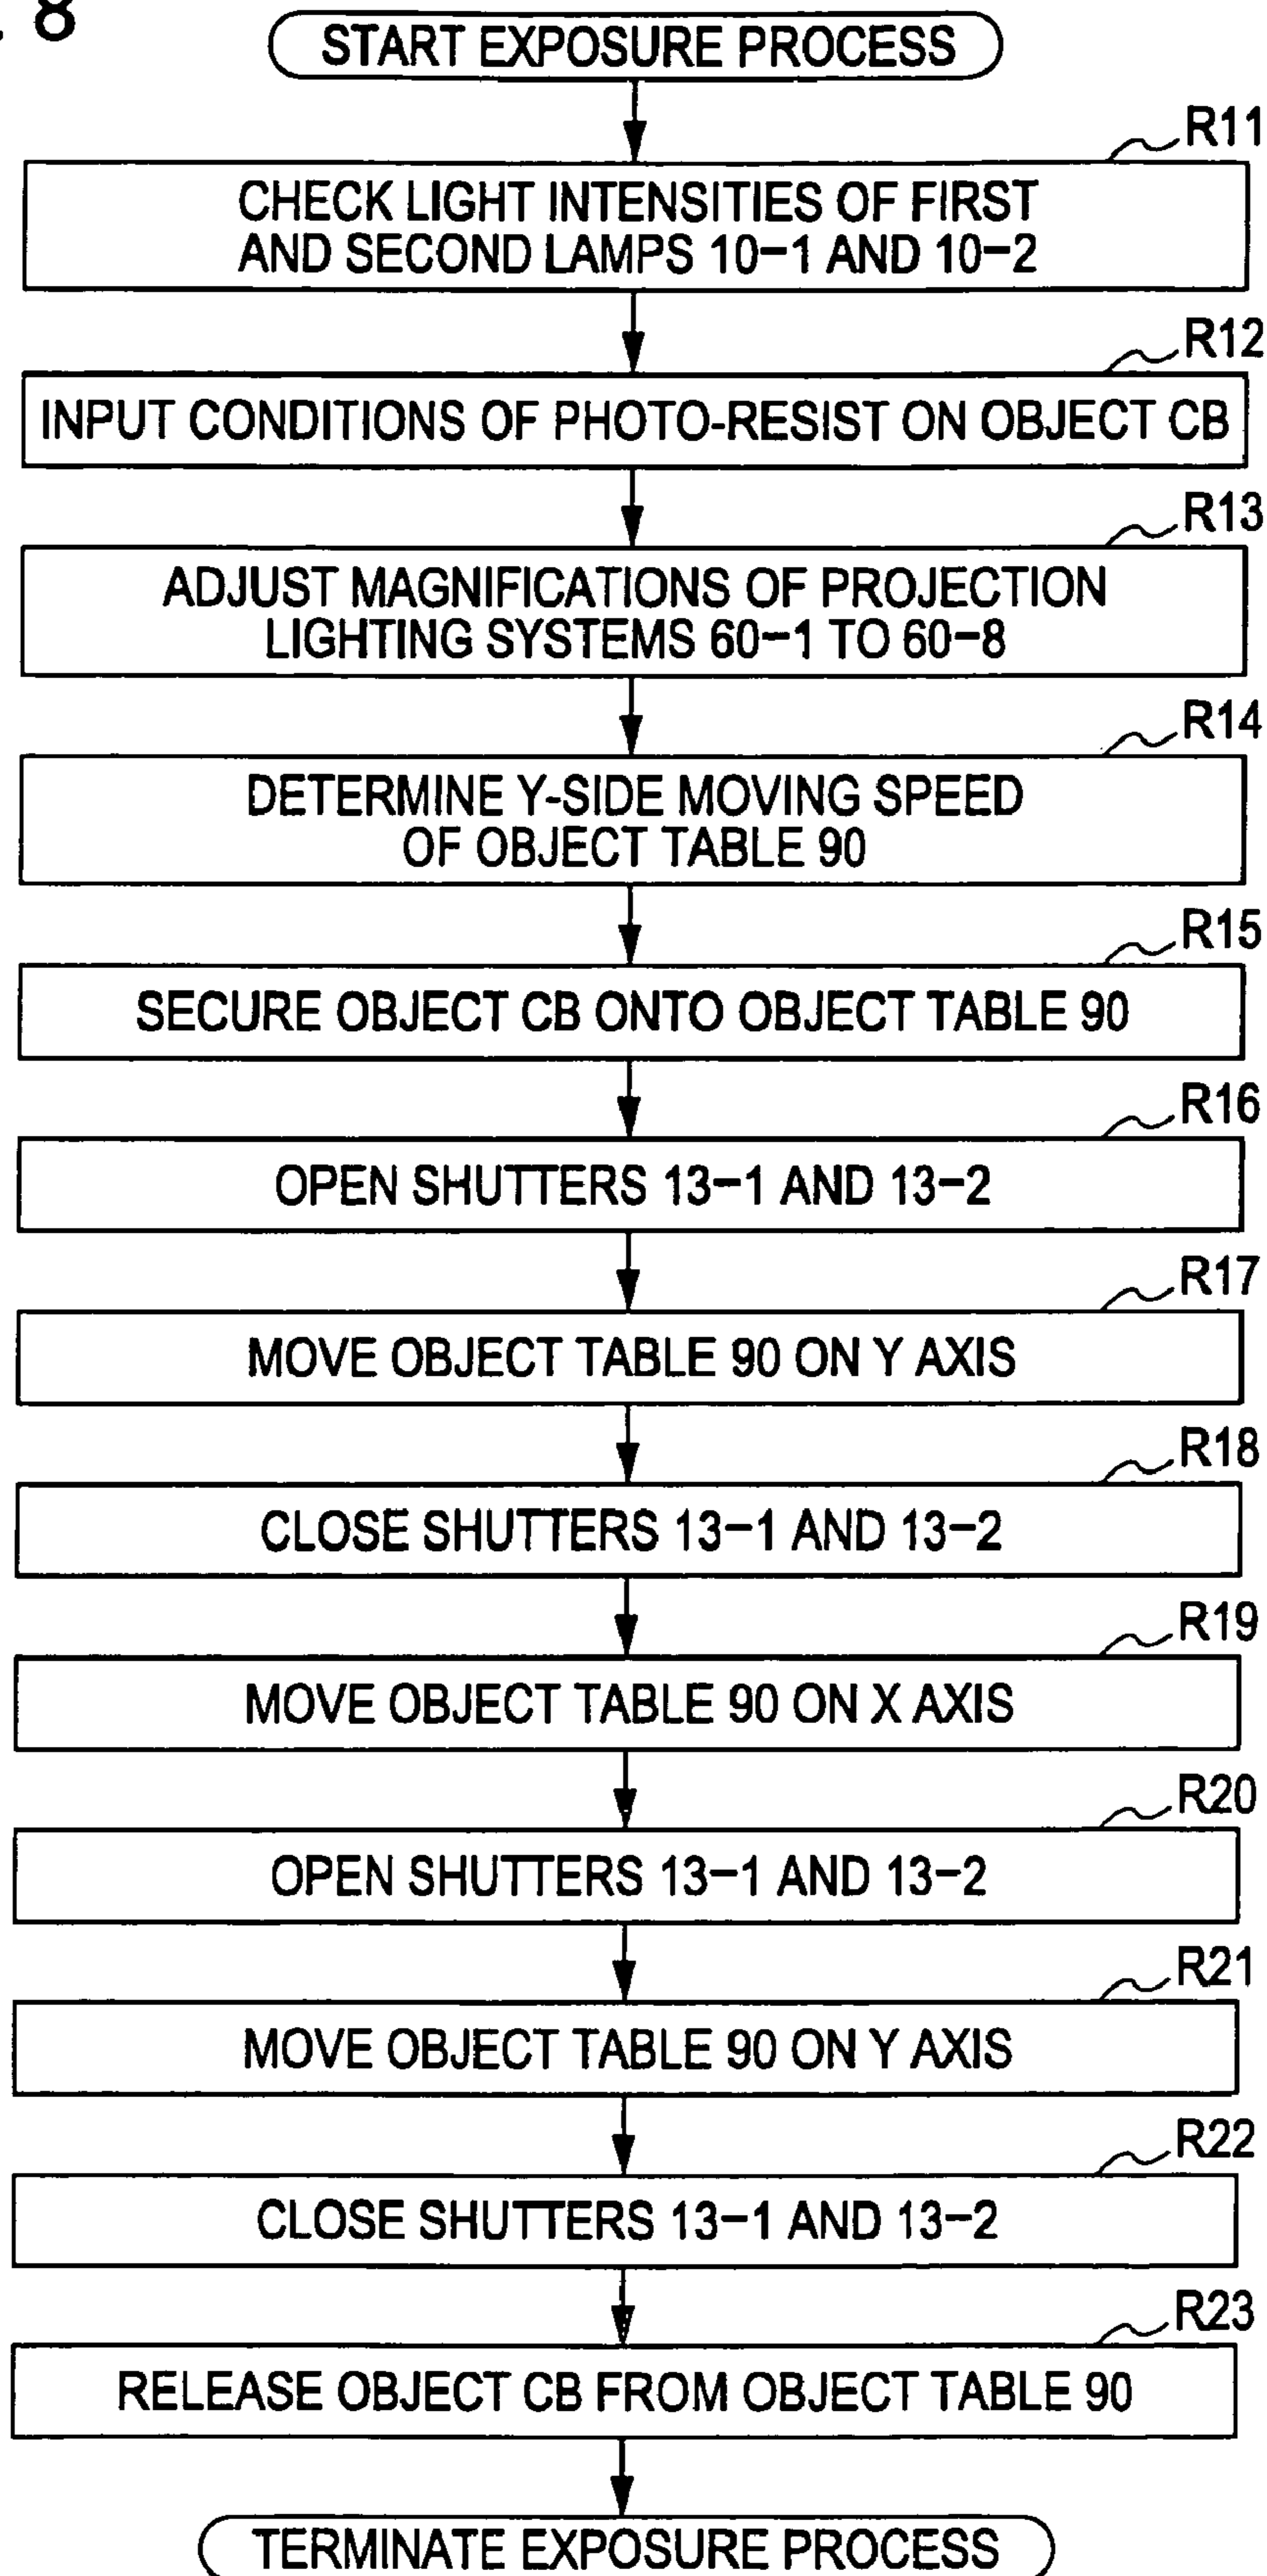 8
START EXPOSURE PROCESS
R11
CHECK LIGHT INTENSITIES OF FIRST
AND SECOND LAMPS 10-1 AND 10-2
R12
INPUT CONDITIONS OF PHOTO-RESIST ON OBJECT CB
R13
ADJUST MAGNIFICATIONS OF PROJECTION
LIGHTING SYSTEMS 60-1 TO 60-8
R14
DETERMINE Y-SIDE MOVING SPEED
OF OBJECT TABLE 90
R15
SECURE OBJECT CB ONTO OBJECT TABLE 90
R16
OPEN SHUTTERS 13-1 AND 13-2
R17
MOVE OBJECT TABLE 90 ON Y AXIS
R18
CLOSE SHUTTERS 13-1 AND 13-2
R19
MOVE OBJECT TABLE 90 ON X AXIS
R20
OPEN SHUTTERS 13-1 AND 13-2
R21
MOVE OBJECT TABLE 90 ON Y AXIS
R22
CLOSE SHUTTERS 13-1 AND 13-2
R23
RELEASE OBJECT CB FROM OBJECT TABLE 90
TERMINATE EXPOSURE PROCESS